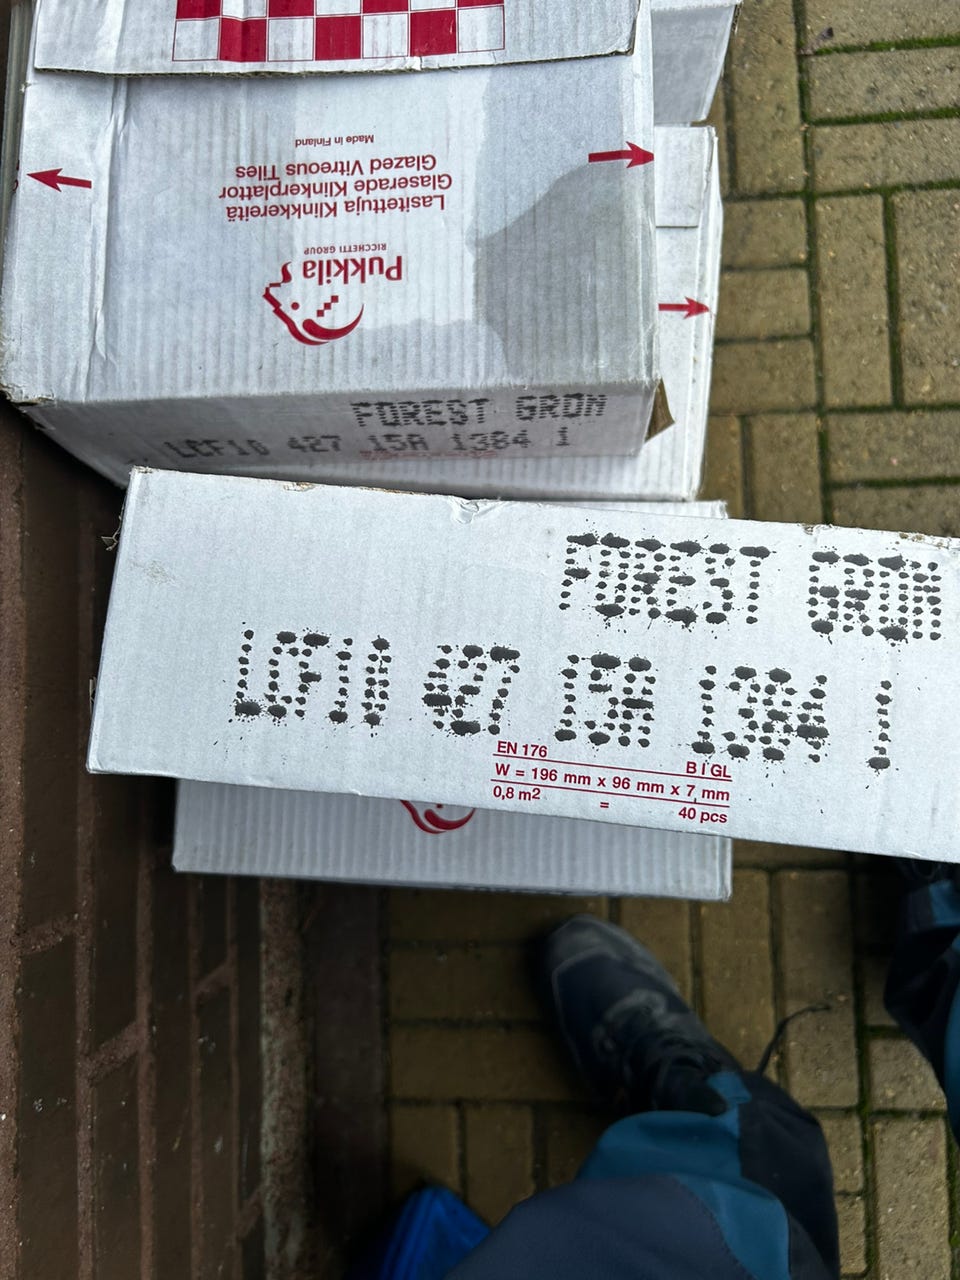 Pukkila
RICCHETTI GROUP
Lasitettuja Klinkkereitä
Glaserade Klinkerplattor
Glazed Vitreous Tiles
Made in Finland
FOREST GRÖN
LCF10 427 15A 1384 1
FOREST GRÖN
LCF10 427 15A 1384 1
EN 176 B I GL
W = 196 mm x 96 mm x 7 mm
0,8 m2 = 40 pcs